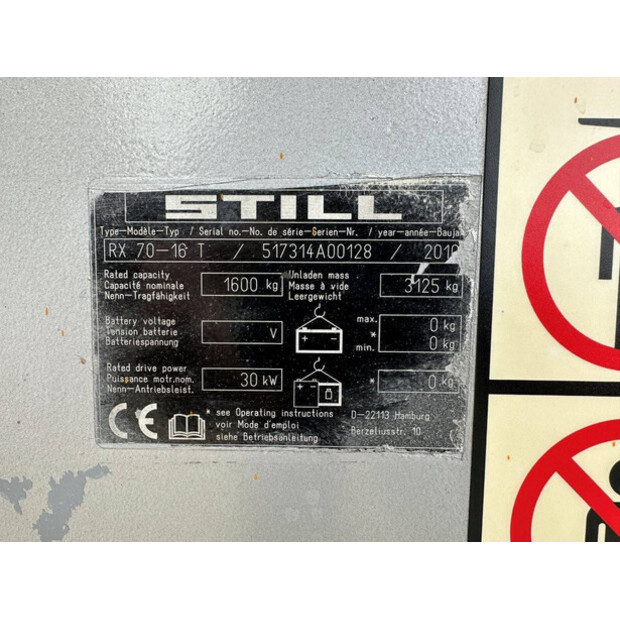 STILL
Type-Modèle-Typ / Serial no.-No. de série-Serien-Nr. / year-année-Baujah
RX 70-16 T / 517314A00128 / 2010
Rated capacity
Capacité nominale
Nenn-Tragfähigkeit
1600 kg
Unladen mass
Masse à vide
Leergewicht
3125 kg
Battery voltage
Tension batterie
Batteriespannung
V
max. 0 kg
*
min. 0 kg
Rated drive power
Puissance motr.nom.
Nenn-Antriebsleist.
30 kW
* 0 kg
CE
* see Operating instructions
voir Mode d'emploi
siehe Betriebsanleitung.
D-22113 Hamburg
Berzeliusstr. 10